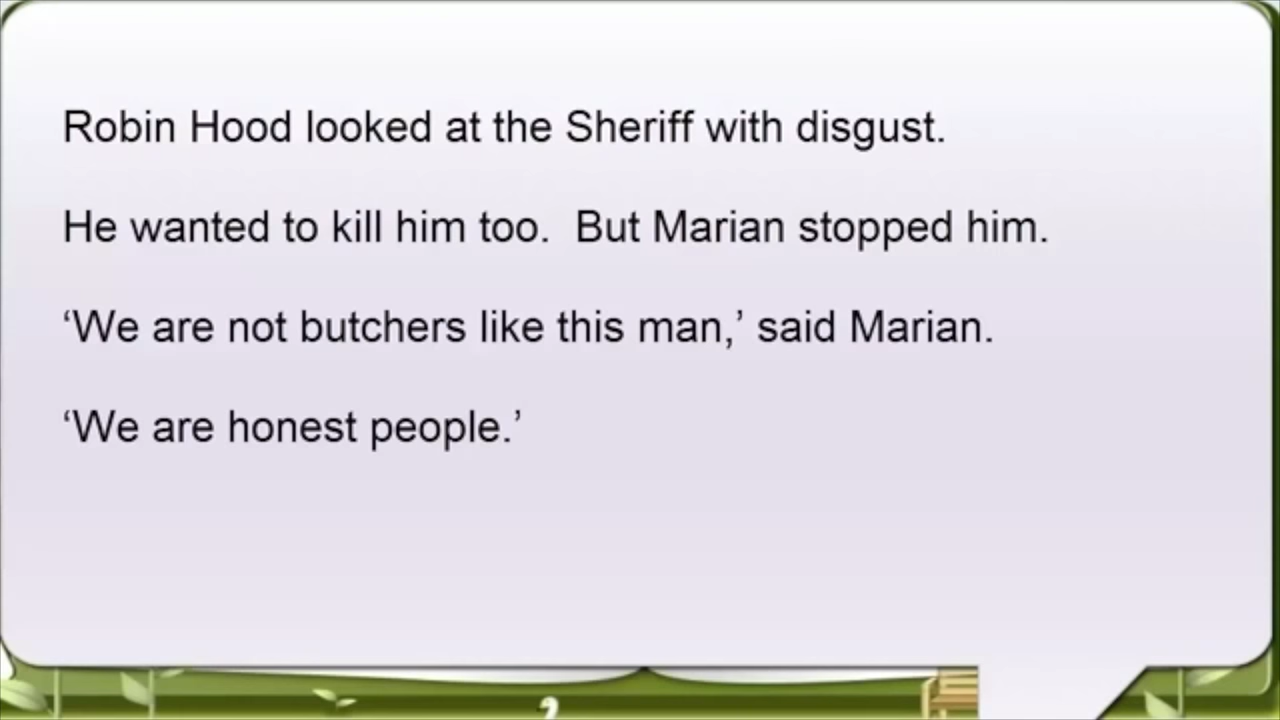 Robin Hood looked at the Sheriff with disgust.
He wanted to kill him too.  But Marian stopped him.
‘We are not butchers like this man,’ said Marian.
‘We are honest people.’